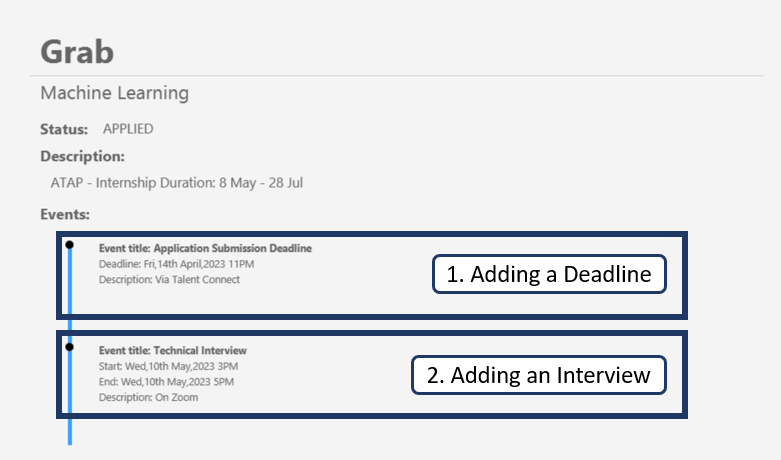 Grab
Machine Learning
Status: APPLIED
Description:
ATAP - Internship Duration: 8 May - 28 Jul
Events:
Event title: Application Submission Deadline
Deadline: Fri,14th April,2023 11PM
Description: Via Talent Connect
1. Adding a Deadline
Event title: Technical Interview
Start: Wed,10th May,2023 3PM
End: Wed,10th May,2023 5PM
Description: On Zoom
2. Adding an Interview